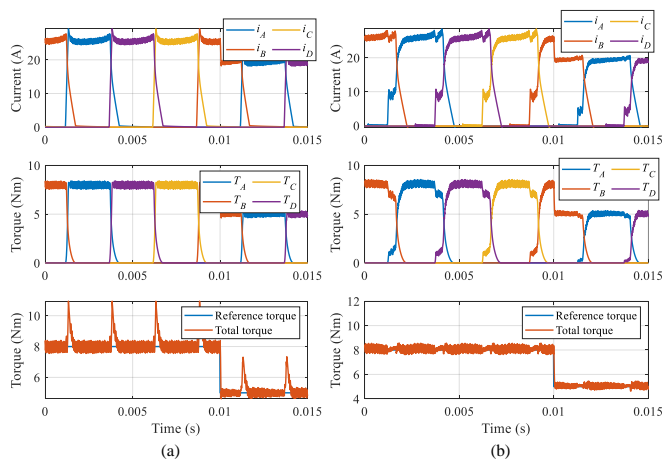 i_A i_C
i_B i_D
Current (A)
20
10
0
0 0.005 0.01 0.015
T_A T_C
T_B T_D
Torque (Nm)
10
5
0
0 0.005 0.01 0.015
Reference torque
Total torque
Torque (Nm)
10
8
6
0 0.005 0.01 0.015
Time (s)
(a)
i_A i_C
i_B i_D
Current (A)
20
10
0
0 0.005 0.01 0.015
T_A T_C
T_B T_D
Torque (Nm)
10
5
0
0 0.005 0.01 0.015
Reference torque
Total torque
Torque (Nm)
12
10
8
6
4
0 0.005 0.01 0.015
Time (s)
(b)